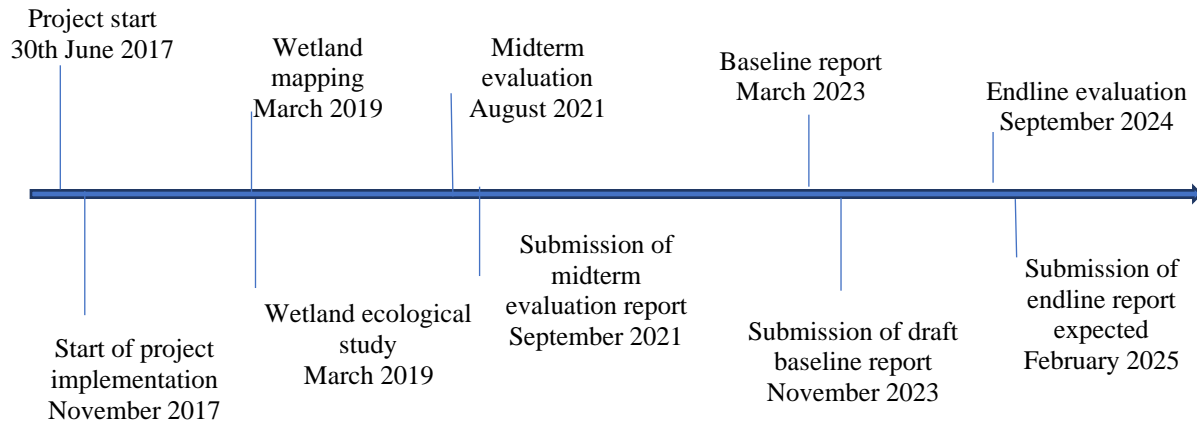 Project start
30th June 2017
Wetland
mapping
March 2019
Midterm
evaluation
August 2021
Baseline report
March 2023
Endline evaluation
September 2024
Start of project
implementation
November 2017
Wetland ecological
study
March 2019
Submission of
midterm
evaluation report
September 2021
Submission of draft
baseline report
November 2023
Submission of
endline report
expected
February 2025